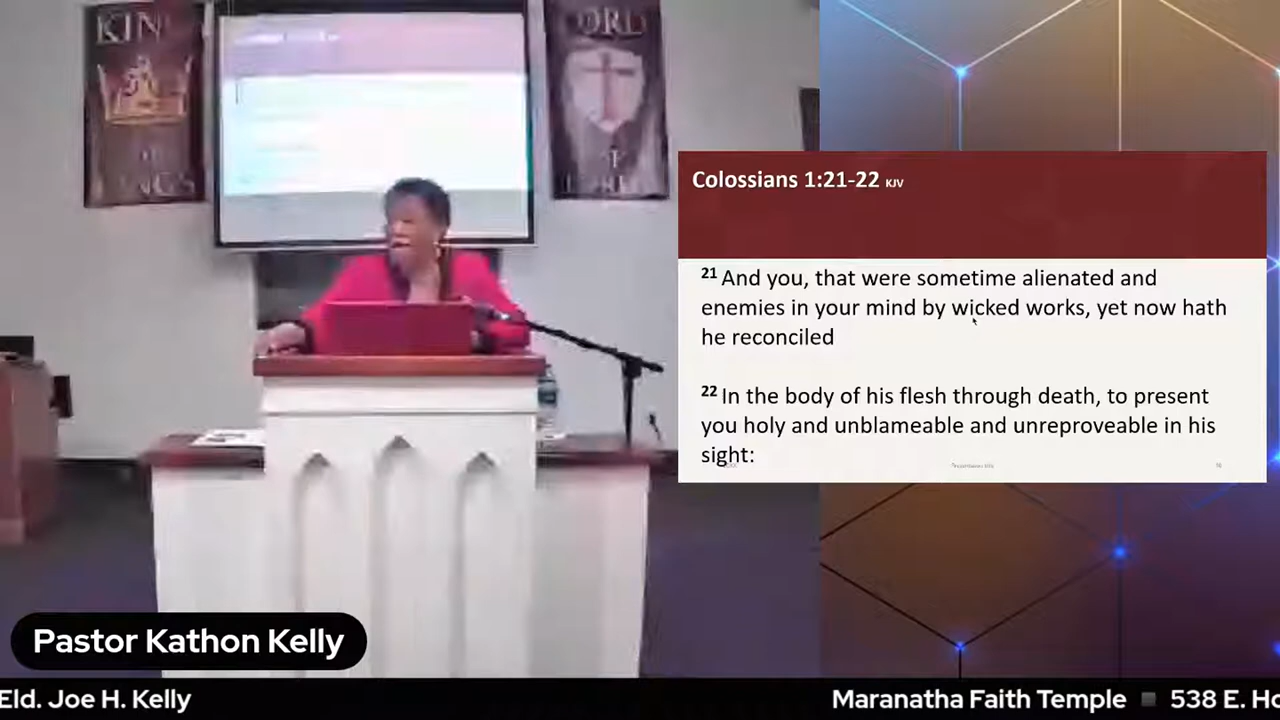 KIN
OF
LORD
OF
Colossians 1:21-22 KJV
21 And you, that were sometime alienated and
enemies in your mind by wicked works, yet now hath
he reconciled
22 In the body of his flesh through death, to present
you holy and unblameable and unreproveable in his
sight:
Pastor Kathon Kelly
Eld. Joe H. Kelly
Maranatha Faith Temple ▪ 538 E. Ho